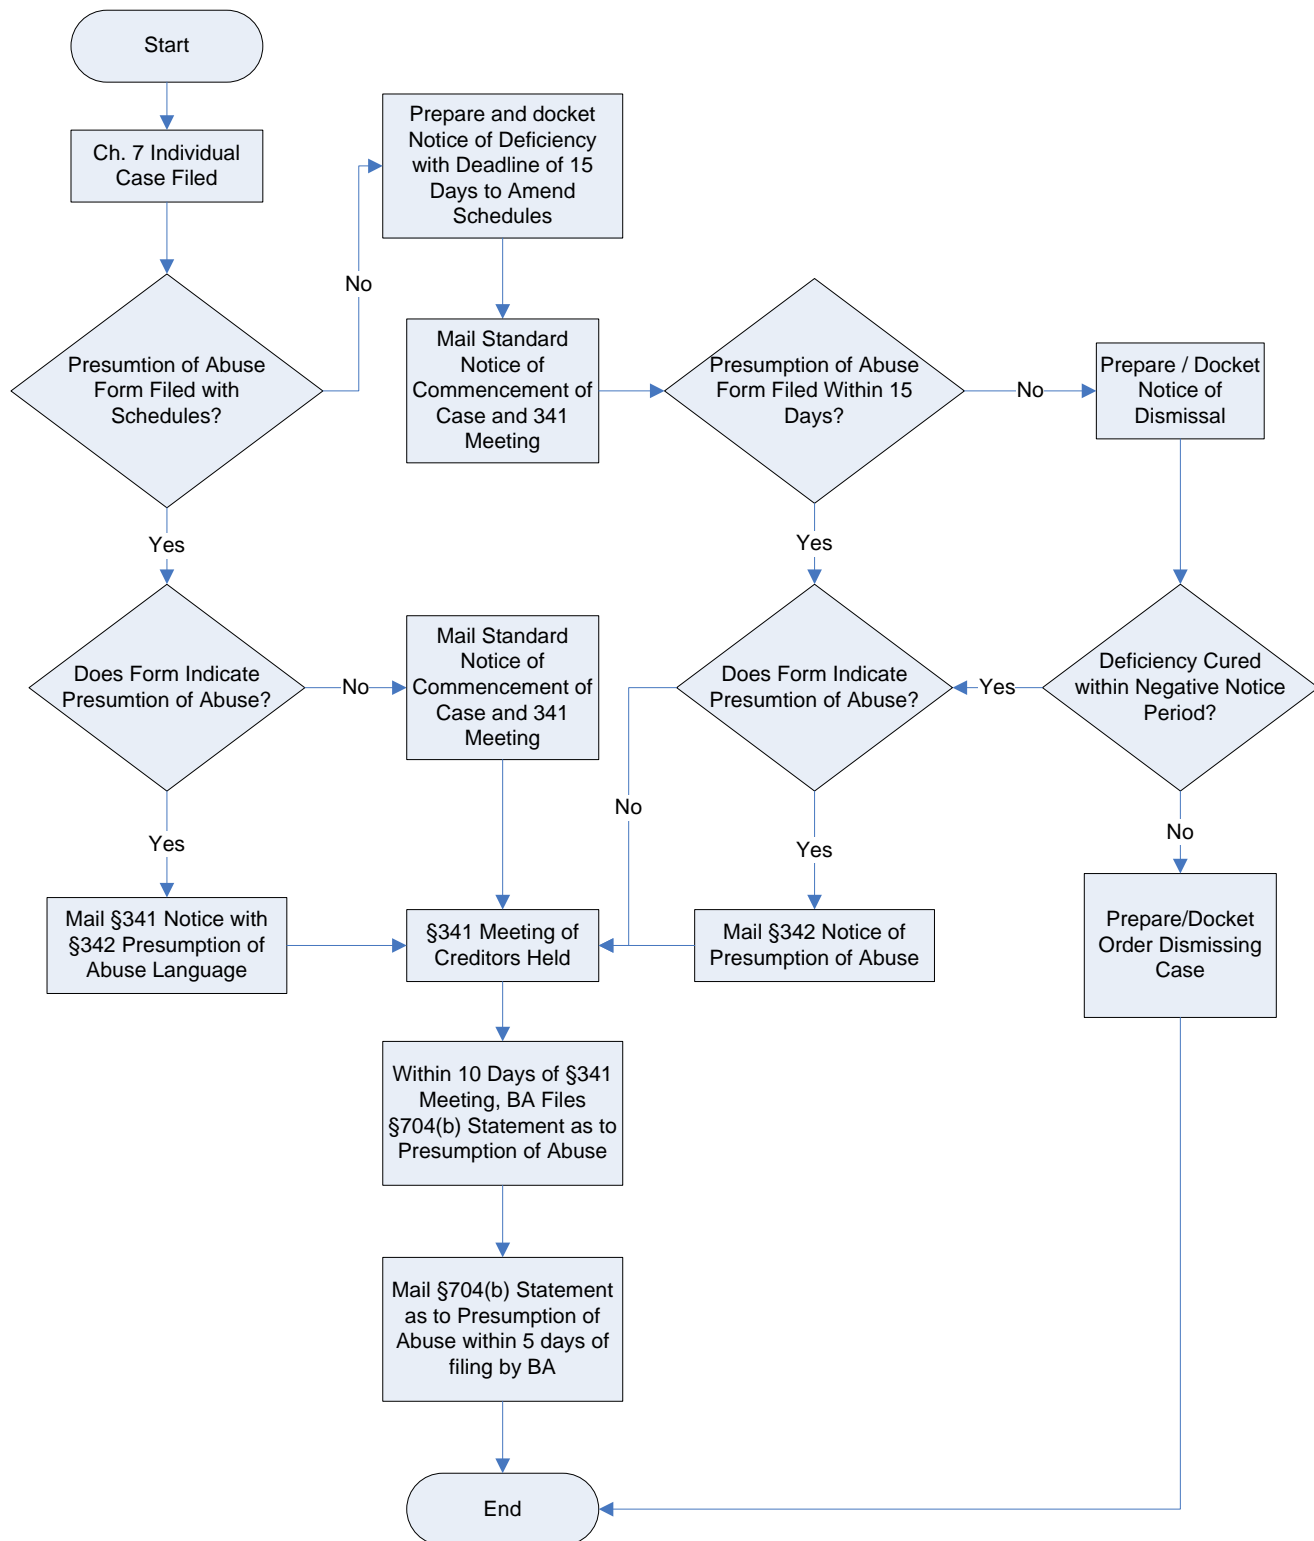 Start
Ch. 7 Individual
Case Filed
Prepare and docket
Notice of Deficiency
with Deadline of 15
Days to Amend
Schedules
No
Presumtion of Abuse
Form Filed with
Schedules?
Mail Standard
Notice of
Commencement of
Case and 341
Meeting
Presumption of Abuse
Form Filed Within 15
Days?
No
Prepare / Docket
Notice of
Dismissal
Yes
Yes
Does Form Indicate
Presumtion of Abuse?
No
Mail Standard
Notice of
Commencement of
Case and 341
Meeting
Does Form Indicate
Presumtion of Abuse?
Yes
Deficiency Cured
within Negative Notice
Period?
No
Yes
Yes
No
Mail §341 Notice with
§342 Presumption of
Abuse Language
§341 Meeting of
Creditors Held
Mail §342 Notice of
Presumption of Abuse
Prepare/Docket
Order Dismissing
Case
Within 10 Days of §341
Meeting, BA Files
§704(b) Statement as to
Presumption of Abuse
Mail §704(b) Statement
as to Presumption of
Abuse within 5 days of
filing by BA
End